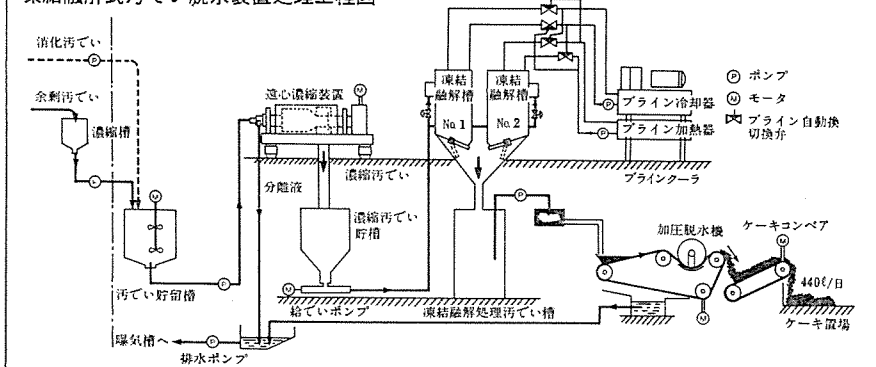 凍結融解式汚でい脱水装置処理工程図
消化汚でい
P
余剰汚でい
濃縮槽
P
M
汚でい貯留槽
P
遠心濃縮装置
M
濃縮汚でい
分離液
濃縮汚でい
貯槽
M
給でいポンプ
曝気槽へ
P
排水ポンプ
凍結
融解槽
No.1
凍結
融解槽
No.2
凍結融解処理汚でい槽
P
P
P
ブライン冷却器
ブライン加熱器
ブラインクーラ
P ポンプ
M モータ
ブライン自動換
切換弁
加圧脱水機
M
ケーキコンベア
M
440ℓ/日
ケーキ置場